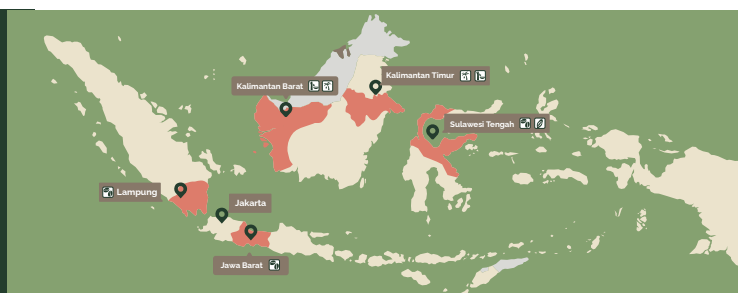 Kalimantan Timur
Kalimantan Barat
Sulawesi Tengah
Lampung
Jakarta
Jawa Barat